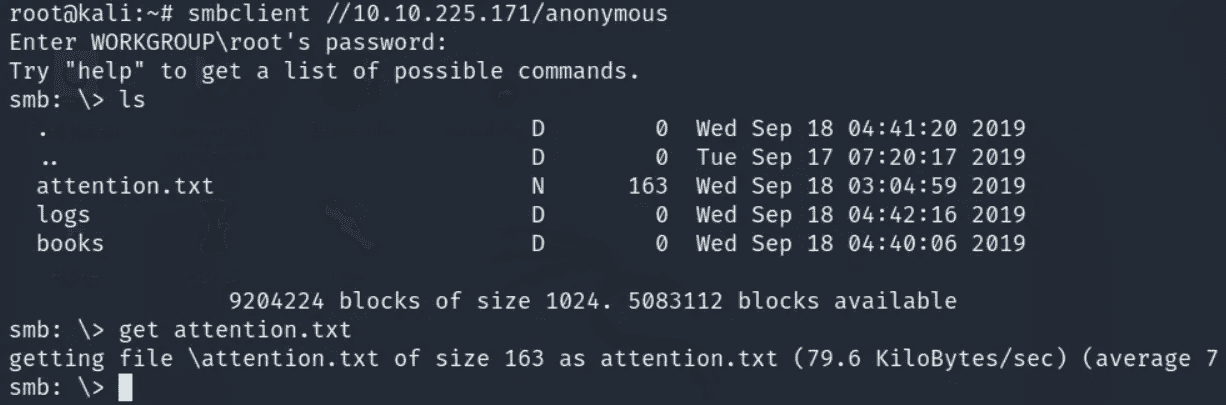 root@kali:~# smbclient //10.10.225.171/anonymous
Enter WORKGROUP\root's password:
Try "help" to get a list of possible commands.
smb: \> ls
  .                                   D        0  Wed Sep 18 04:41:20 2019
  ..                                  D        0  Tue Sep 17 07:20:17 2019
  attention.txt                       N      163  Wed Sep 18 03:04:59 2019
  logs                                D        0  Wed Sep 18 04:42:16 2019
  books                               D        0  Wed Sep 18 04:40:06 2019
                9204224 blocks of size 1024. 5083112 blocks available
smb: \> get attention.txt
getting file \attention.txt of size 163 as attention.txt (79.6 KiloBytes/sec) (average 7
smb: \>